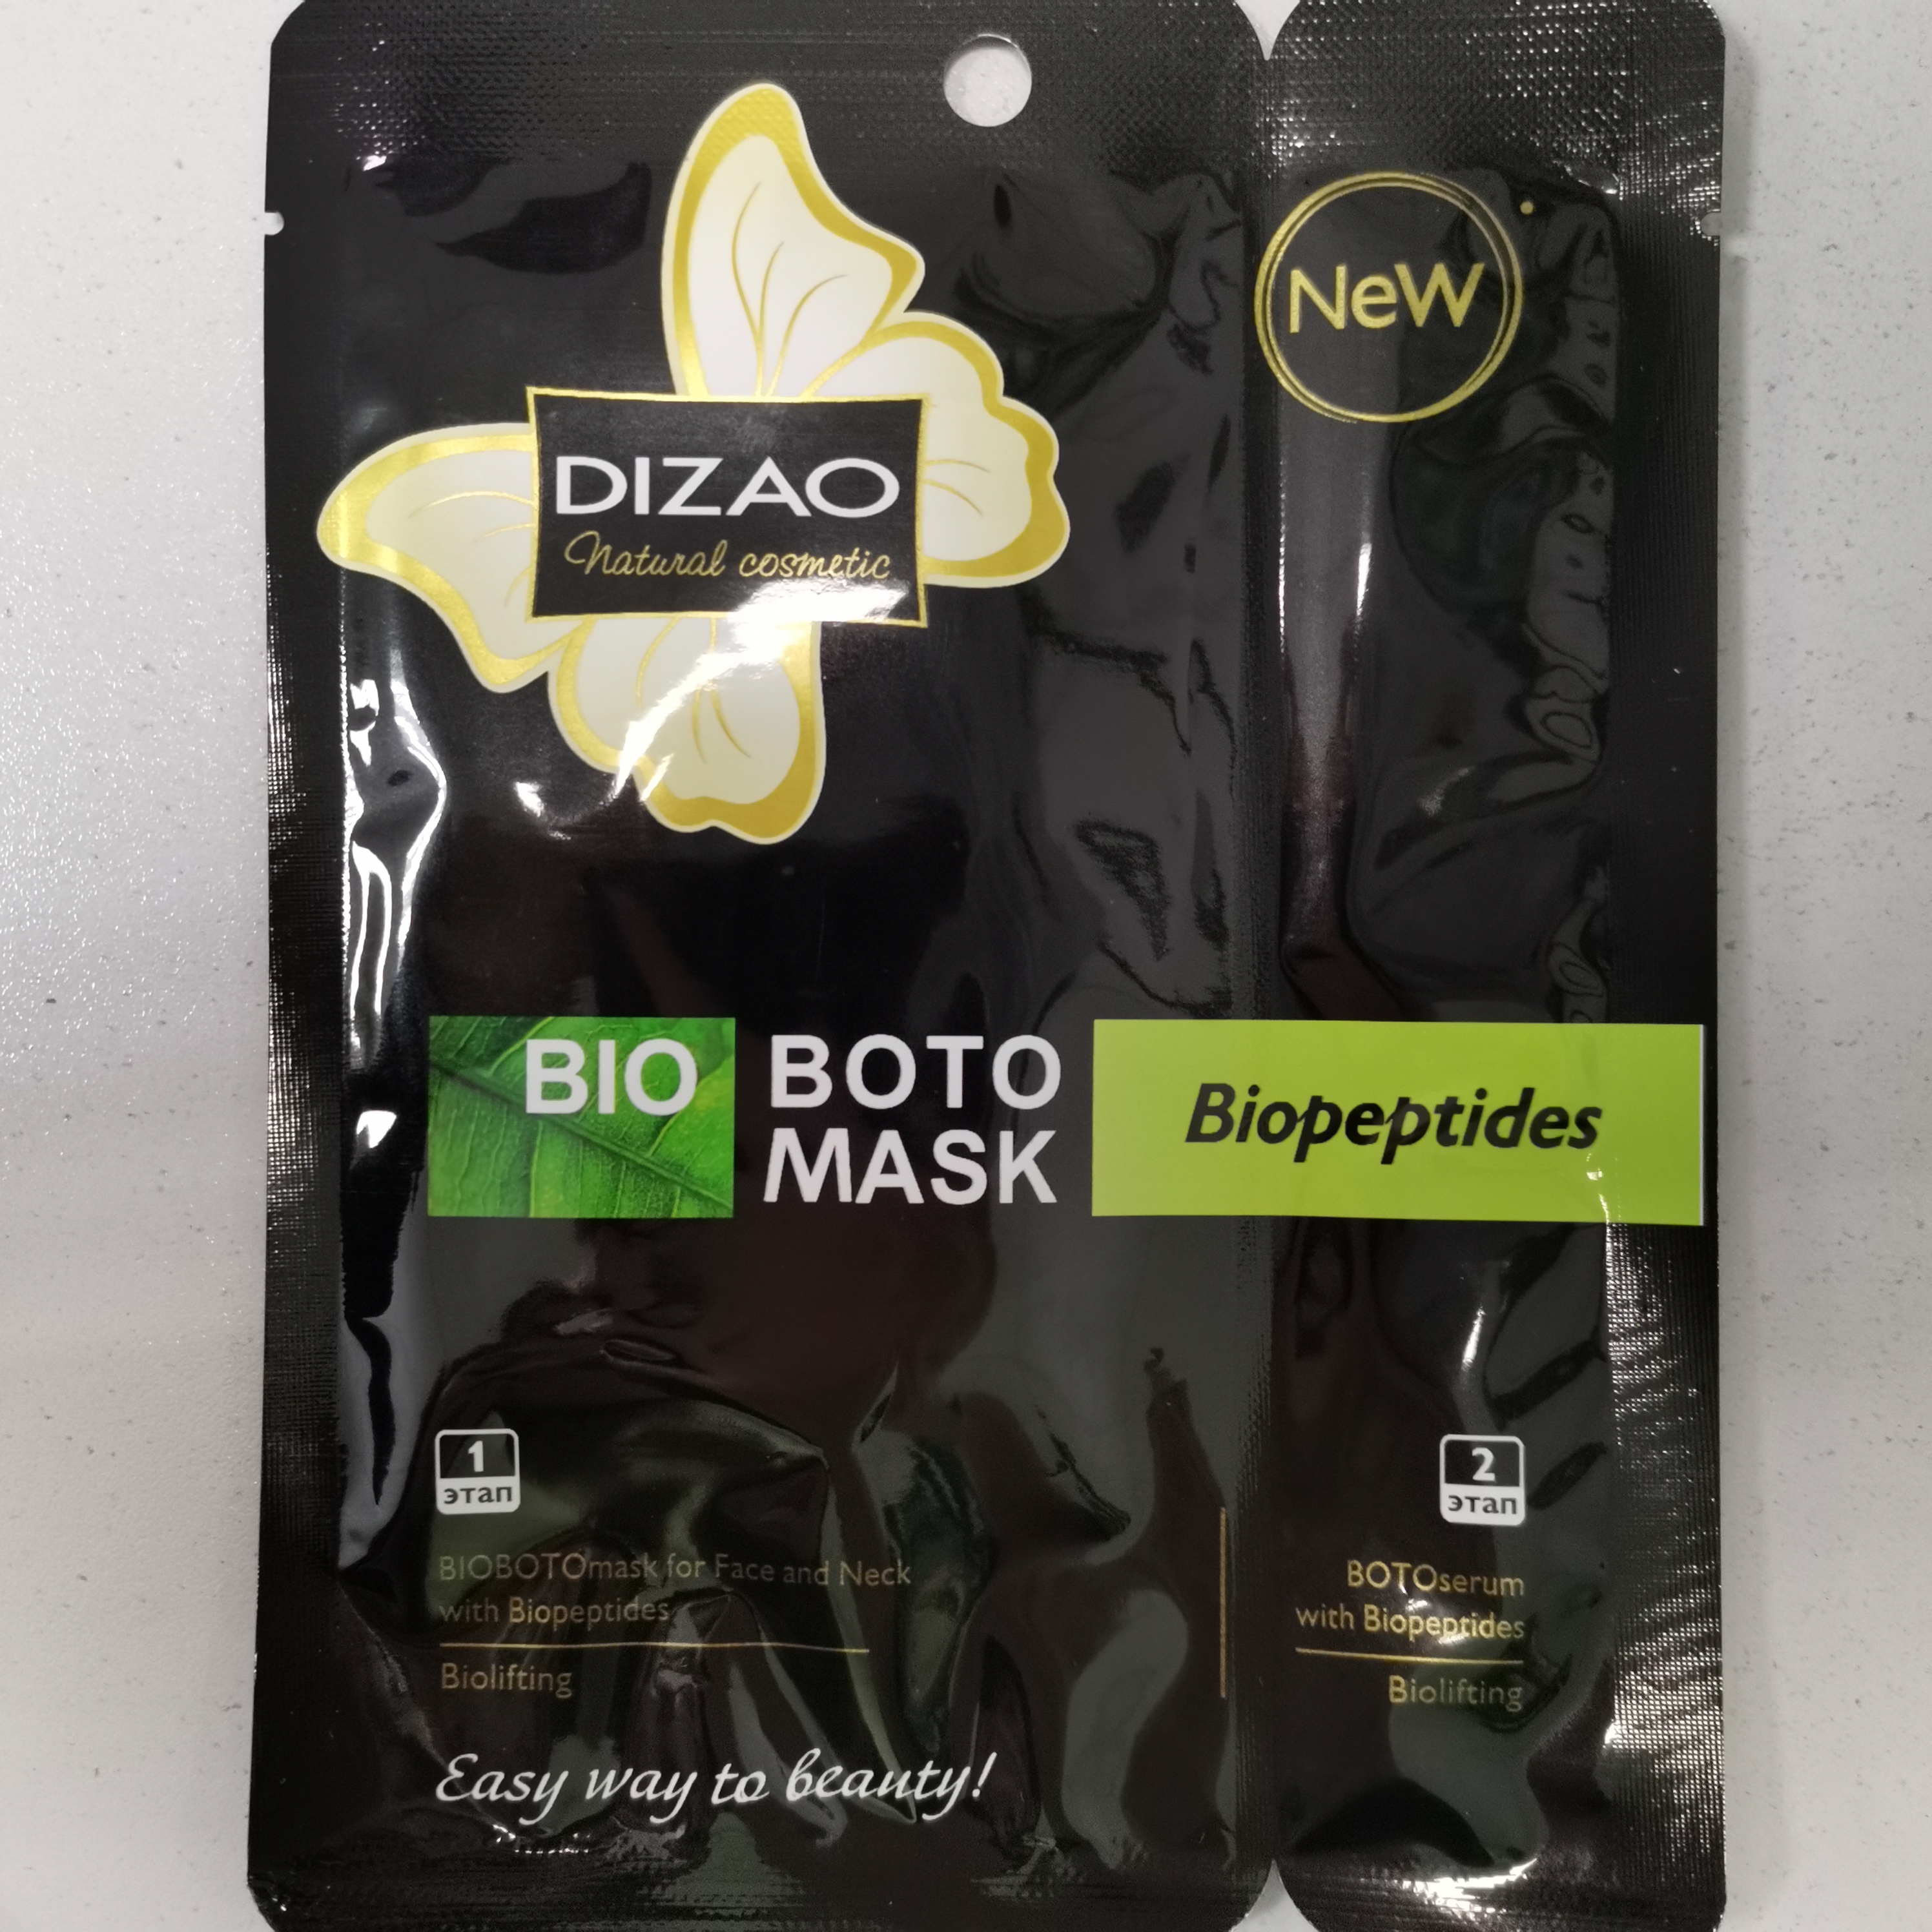 NeW
DIZAO
Natural cosmetic
BIO
BOTO
MASK
Biopeptides
1
этап
BIOBOTOmask for Face and Neck
with Biopeptides
Biolifting
2
этап
BOTOserum
with Biopeptides
Biolifting
Easy way to beauty!